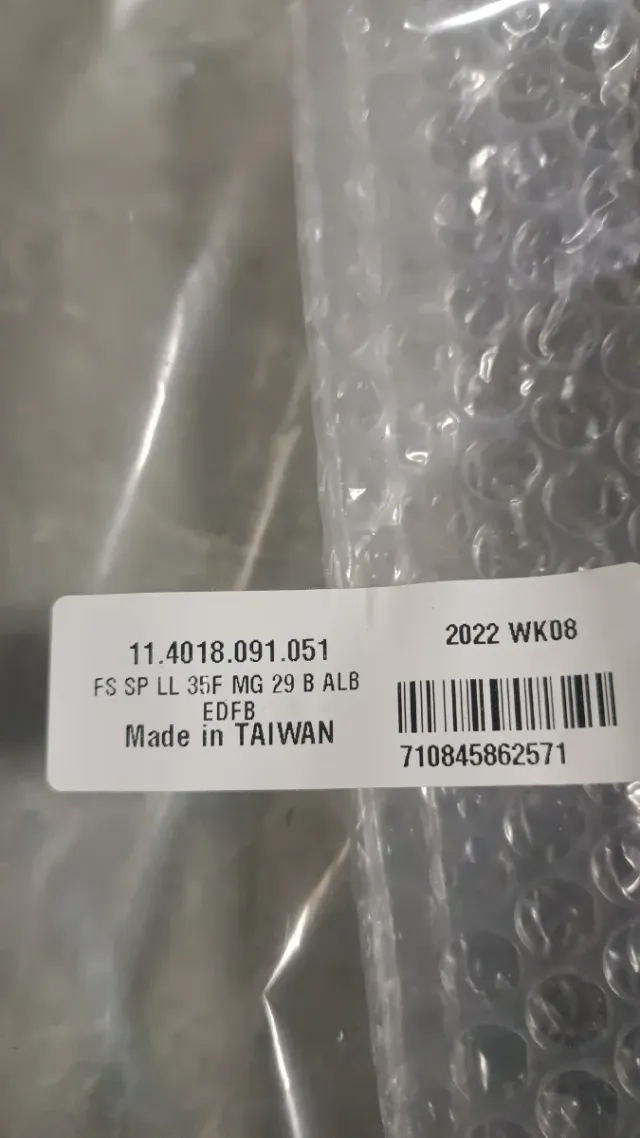 11.4018.091.051
FS SP LL 35F MG 29 B ALB
EDFB
Made in TAIWAN
2022 WK08
710845862571